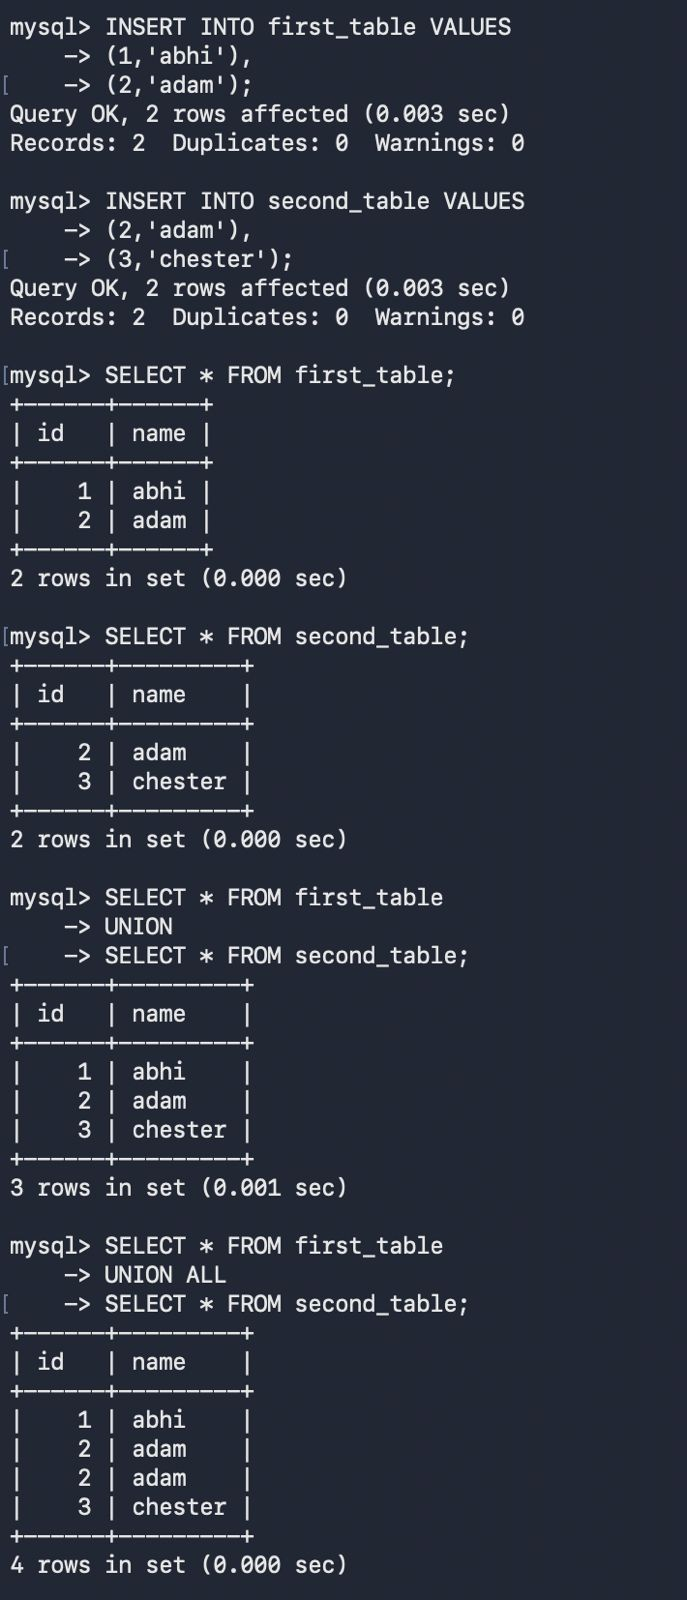 mysql> INSERT INTO first_table VALUES
    -> (1,'abhi'),
[    -> (2,'adam');
Query OK, 2 rows affected (0.003 sec)
Records: 2  Duplicates: 0  Warnings: 0

mysql> INSERT INTO second_table VALUES
    -> (2,'adam'),
[    -> (3,'chester');
Query OK, 2 rows affected (0.003 sec)
Records: 2  Duplicates: 0  Warnings: 0

[mysql> SELECT * FROM first_table;
+------+------+
| id   | name |
+------+------+
|    1 | abhi |
|    2 | adam |
+------+------+
2 rows in set (0.000 sec)

[mysql> SELECT * FROM second_table;
+------+---------+
| id   | name    |
+------+---------+
|    2 | adam    |
|    3 | chester |
+------+---------+
2 rows in set (0.000 sec)

mysql> SELECT * FROM first_table
    -> UNION
[    -> SELECT * FROM second_table;
+------+---------+
| id   | name    |
+------+---------+
|    1 | abhi    |
|    2 | adam    |
|    3 | chester |
+------+---------+
3 rows in set (0.001 sec)

mysql> SELECT * FROM first_table
    -> UNION ALL
[    -> SELECT * FROM second_table;
+------+---------+
| id   | name    |
+------+---------+
|    1 | abhi    |
|    2 | adam    |
|    2 | adam    |
|    3 | chester |
+------+---------+
4 rows in set (0.000 sec)